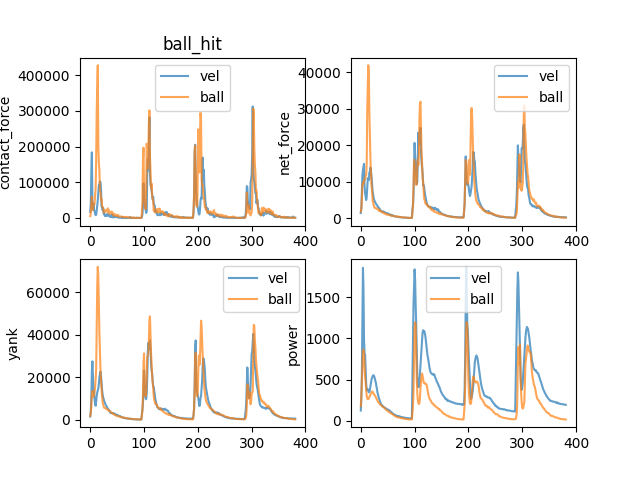 ball_hit
contact_force
400000
300000
200000
100000
0
0 100 200 300 400
vel
ball
net_force
40000
30000
20000
10000
0
0 100 200 300 400
vel
ball
yank
60000
40000
20000
0
0 100 200 300 400
vel
ball
power
1500
1000
500
0
0 100 200 300 400
vel
ball